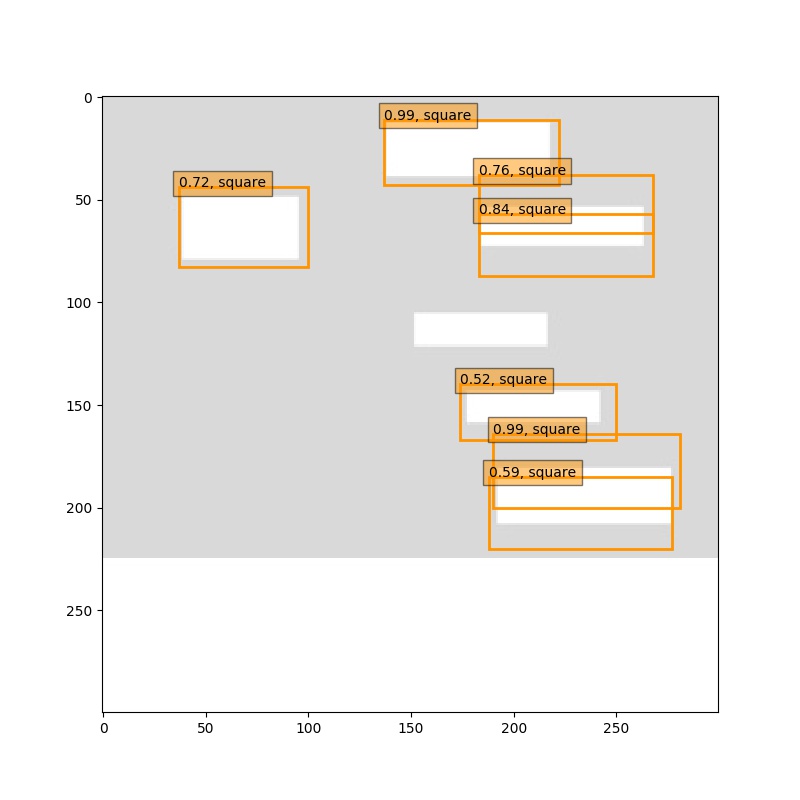 0
0.99, square
0.76, square
0.72, square
50
0.84, square
100
0.52, square
150
0.99, square
0.59, square
200
250
0 50 100 150 200 250